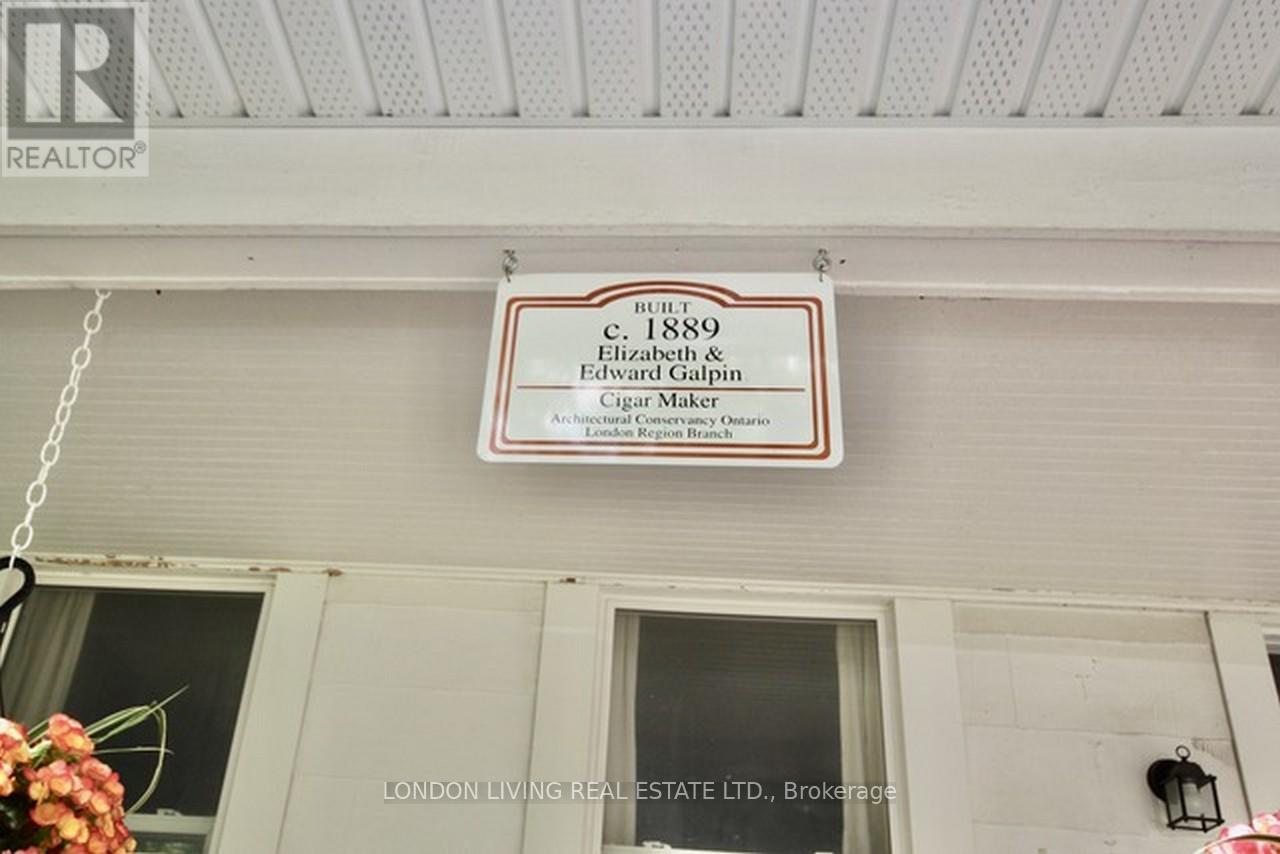 R
REALTOR®
BUILT
c. 1889
Elizabeth &
Edward Galpin
Cigar Maker
Architectural Conservancy Ontario
London Region Branch
LONDON LIVING REAL ESTATE LTD., Brokerage